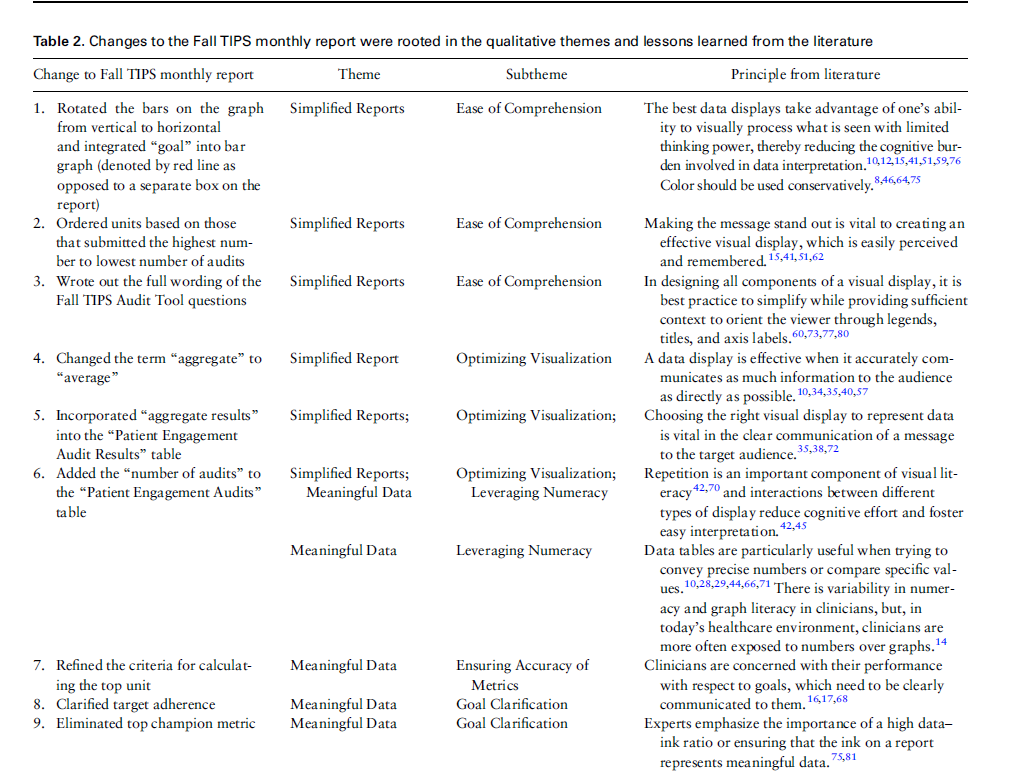 Table 2. Changes to the Fall TIPS monthly report were rooted in the qualitative themes and lessons learned from the literature
Change to Fall TIPS monthly report Theme Subtheme Principle from literature
1. Rotated the bars on the graph Simplified Reports Ease of Comprehension The best data displays take advantage of one's abil-
from vertical to horizontal ity to visually process what is seen with limited
and integrated “goal” into bar thinking power, thereby reducing the cognitive bur-
graph (denoted by red line as den involved in data interpretation.10,12,15,41,51,59,76
opposed to a separate box on the Color should be used conservatively.8,46,64,75
report)
2. Ordered units based on those Simplified Reports Ease of Comprehension Making the message stand out is vital to creating an
that submitted the highest num- effective visual display, which is easily perceived
ber to lowest number of audits and remembered.15,41,51,62
3. Wrote out the full wording of the Simplified Reports Ease of Comprehension In designing all components of a visual display, it is
Fall TIPS Audit Tool questions best practice to simplify while providing sufficient
context to orient the viewer through legends,
titles, and axis labels.60,73,77,80
4. Changed the term “aggregate” to Simplified Report Optimizing Visualization A data display is effective when it accurately com-
“average” municates as much information to the audience
as directly as possible.10,34,35,40,57
5. Incorporated “aggregate results” Simplified Reports; Optimizing Visualization; Choosing the right visual display to represent data
into the “Patient Engagement is vital in the clear communication of a message
Audit Results” table to the target audience.35,38,72
6. Added the “number of audits” to Simplified Reports; Optimizing Visualization; Repetition is an important component of visual lit-
the “Patient Engagement Audits” Meaningful Data Leveraging Numeracy eracy42,70 and interactions between different
table types of display reduce cognitive effort and foster
easy interpretation.42,45
Meaningful Data Leveraging Numeracy Data tables are particularly useful when trying to
convey precise numbers or compare specific val-
ues.10,28,29,44,66,71 There is variability in numer-
acy and graph literacy in clinicians, but, in
today's healthcare environment, clinicians are
more often exposed to numbers over graphs.14
7. Refined the criteria for calculat- Meaningful Data Ensuring Accuracy of Clinicians are concerned with their performance
ing the top unit Metrics with respect to goals, which need to be clearly
8. Clarified target adherence Meaningful Data Goal Clarification communicated to them.16,17,68
9. Eliminated top champion metric Meaningful Data Goal Clarification Experts emphasize the importance of a high data–
ink ratio or ensuring that the ink on a report
represents meaningful data.75,81